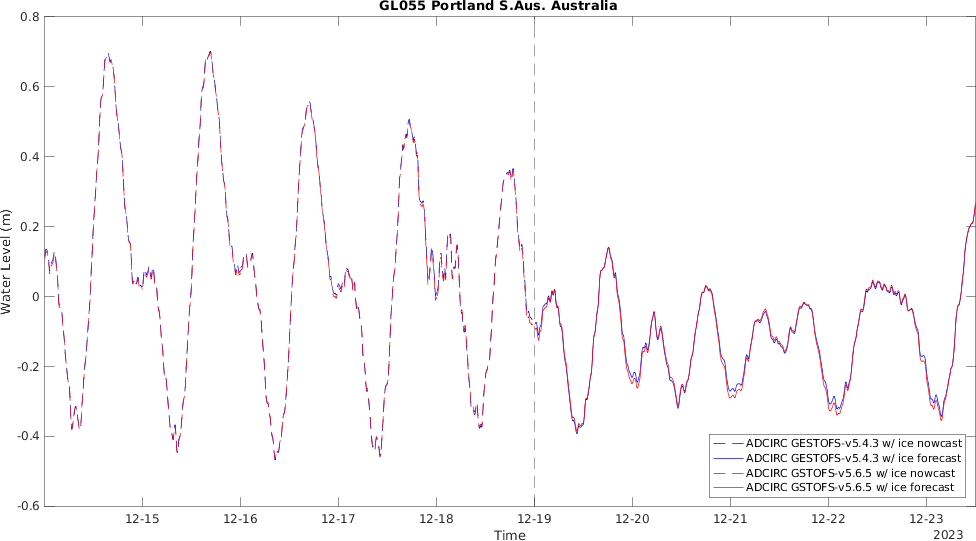 GL055 Portland S.Aus. Australia
0.8
0.6
0.4
0.2
0
-0.2
-0.4
-0.6
Water Level (m)
12-15 12-16 12-17 12-18 12-19 12-20 12-21 12-22 12-23
Time
2023
ADCIRC GESTOFS-v5.4.3 w/ ice nowcast
ADCIRC GESTOFS-v5.4.3 w/ ice forecast
ADCIRC GSTOFS-v5.6.5 w/ ice nowcast
ADCIRC GSTOFS-v5.6.5 w/ ice forecast